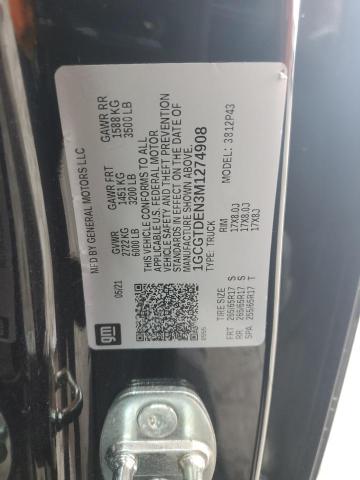 MFD BY GENERAL MOTORS LLC
05/21
GVWR
2722 KG
6000 LB
GAWR FRT
1451 KG
3200 LB
GAWR RR
1588 KG
3500 LB
THIS VEHICLE CONFORMS TO ALL
APPLICABLE U.S. FEDERAL MOTOR
VEHICLE SAFETY AND THEFT PREVENTION
STANDARDS IN EFFECT ON THE DATE OF
MANUFACTURE SHOWN ABOVE.
1GCGTDEN3M1274908
TYPE: TRUCK
MODEL: 3812P43
TIRE SIZE
RIM
FRT 265/65R17 S 17X8.0J
RR 265/65R17 S 17X8.0J
SPA 255/65R17 T 17X8J
gm